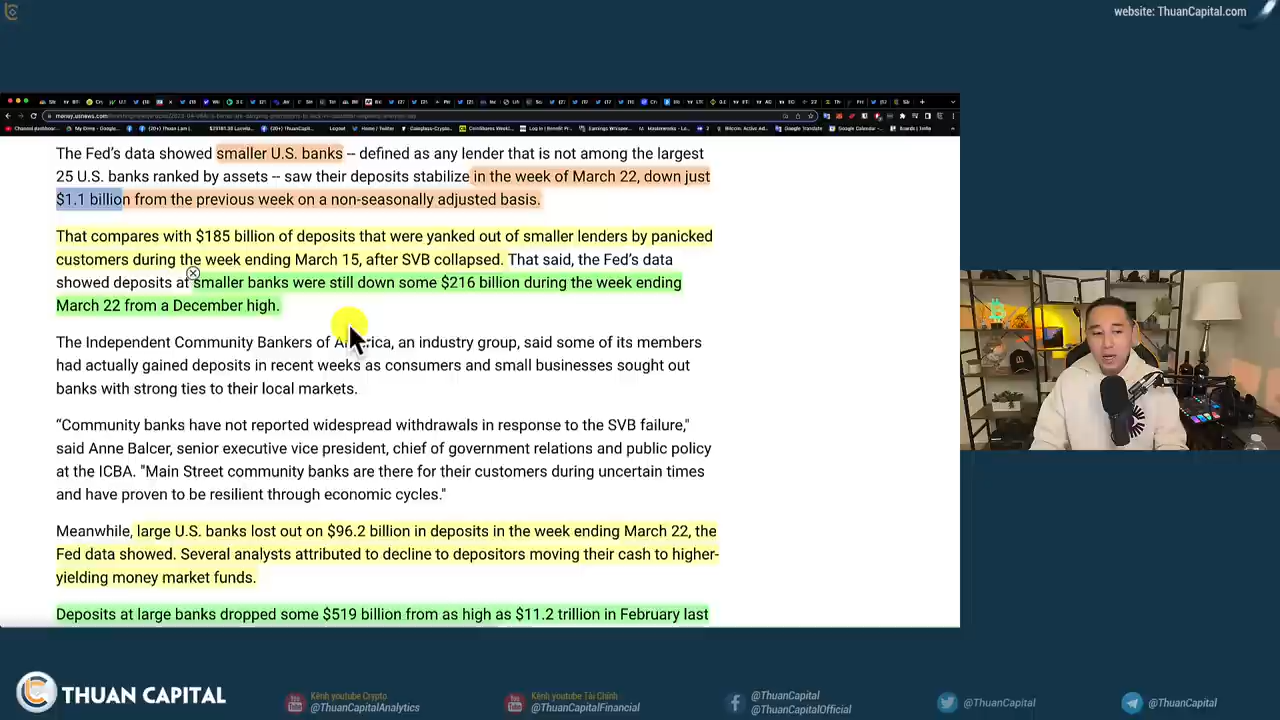 website: ThuanCapital.com
The Fed's data showed smaller U.S. banks -- defined as any lender that is not among the largest
25 U.S. banks ranked by assets -- saw their deposits stabilize in the week of March 22, down just
$1.1 billion from the previous week on a non-seasonally adjusted basis.
That compares with $185 billion of deposits that were yanked out of smaller lenders by panicked
customers during the week ending March 15, after SVB collapsed. That said, the Fed's data
showed deposits at smaller banks were still down some $216 billion during the week ending
March 22 from a December high.
The Independent Community Bankers of America, an industry group, said some of its members
had actually gained deposits in recent weeks as consumers and small businesses sought out
banks with strong ties to their local markets.
“Community banks have not reported widespread withdrawals in response to the SVB failure,"
said Anne Balcer, senior executive vice president, chief of government relations and public policy
at the ICBA. "Main Street community banks are there for their customers during uncertain times
and have proven to be resilient through economic cycles."
Meanwhile, large U.S. banks lost out on $96.2 billion in deposits in the week ending March 22, the
Fed data showed. Several analysts attributed to decline to depositors moving their cash to higher-
yielding money market funds.
Deposits at large banks dropped some $519 billion from as high as $11.2 trillion in February last
THUAN CAPITAL
Kênh youtube Crypto
@ThuanCapitalAnalytics
Kênh youtube Tài Chính
@ThuanCapitalFinancial
@ThuanCapital
@ThuanCapitalOfficial
@ThuanCapital
@ThuanCapital